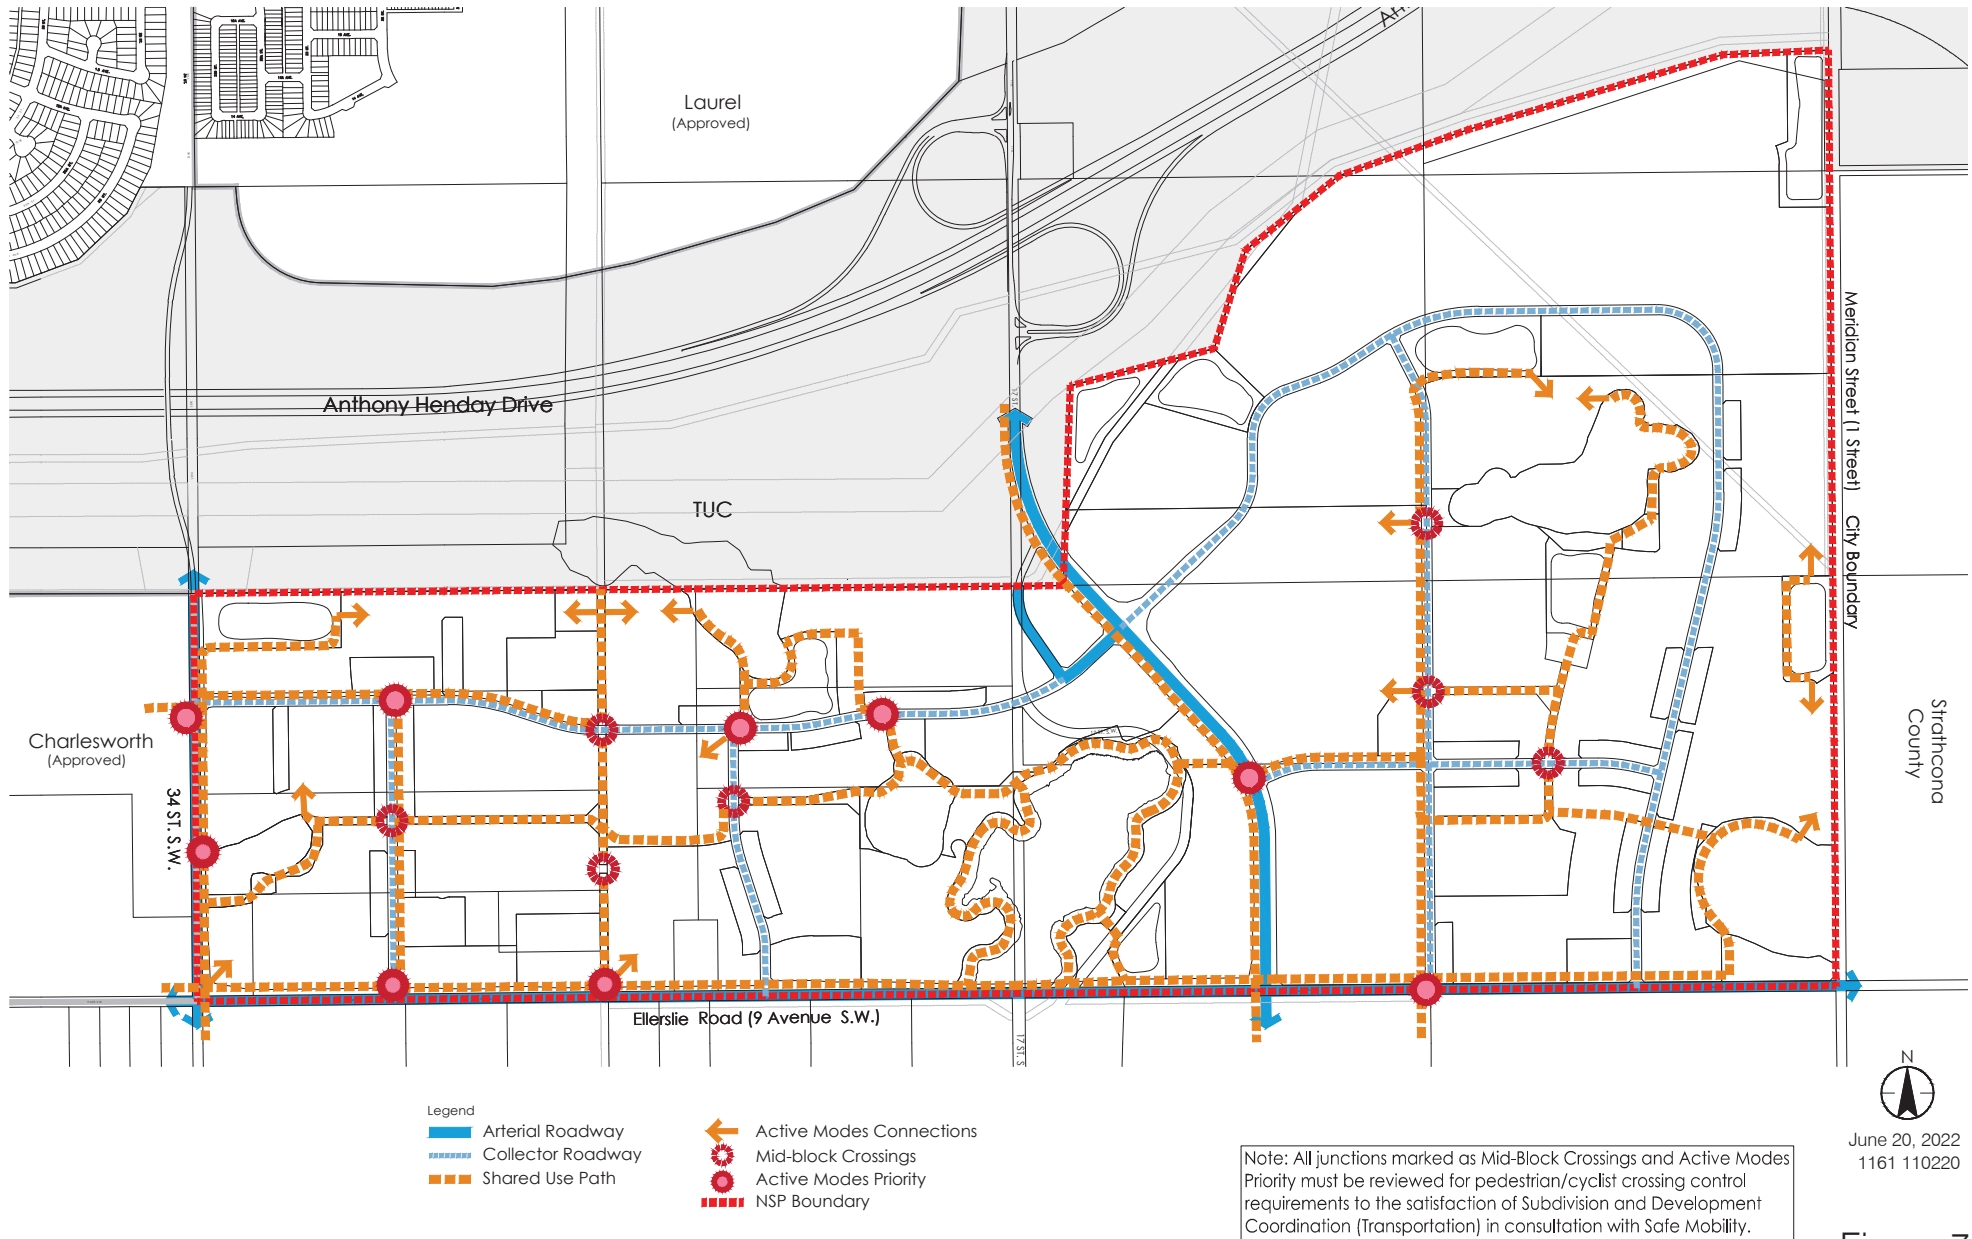 Laurel
(Approved)
Anthony Henday Drive
TUC
17 ST.
Meridian Street (1 Street)   City Boundary
Strathcona
County
Charlesworth
(Approved)
34 ST. S.W.
Ellerslie Road (9 Avenue S.W.)
17 ST. S
N
June 20, 2022
1161 110220
Legend
Arterial Roadway
Collector Roadway
Shared Use Path
Active Modes Connections
Mid-block Crossings
Active Modes Priority
NSP Boundary
Note: All junctions marked as Mid-Block Crossings and Active Modes
Priority must be reviewed for pedestrian/cyclist crossing control
requirements to the satisfaction of Subdivision and Development
Coordination (Transportation) in consultation with Safe Mobility.